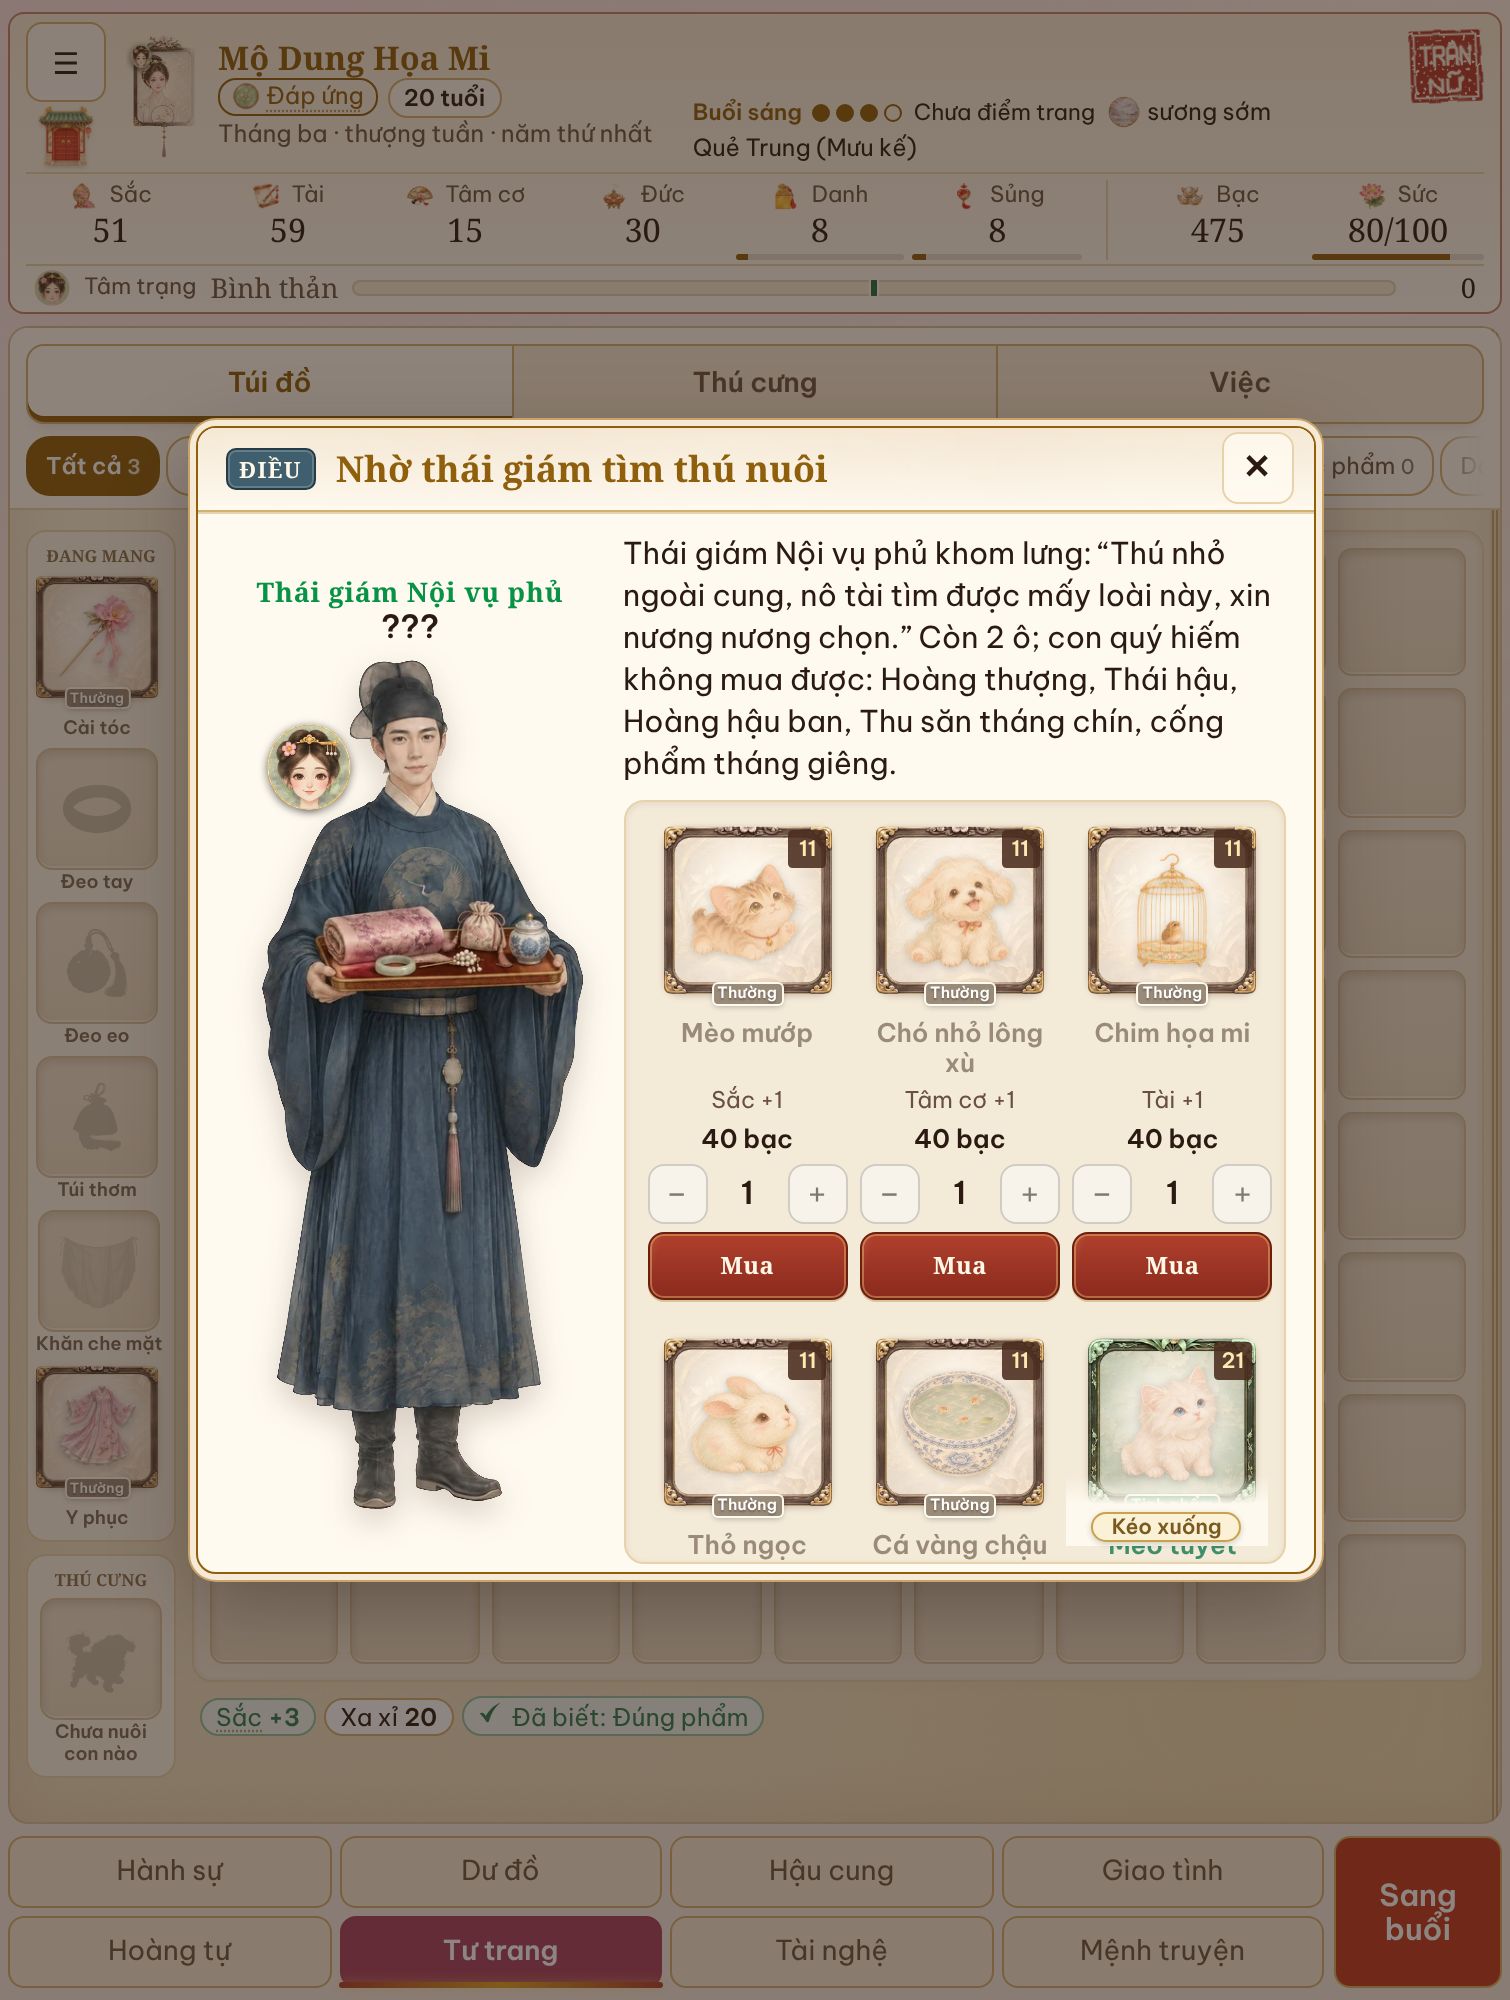 ☰
Mộ Dung Họa Mi
Đáp ứng
20 tuổi
Tháng ba · thượng tuần · năm thứ nhất
Buổi sáng
Chưa điểm trang
sương sớm
Quẻ Trung (Mưu kế)
TRÂN
NỮ
Sắc
Tài
Tâm cơ
Đức
Danh
Sủng
Bạc
Sức
51
59
15
30
8
8
475
80/100
Tâm trạng
Bình thản
0
Túi đồ
Thú cưng
Việc
Tất cả 3
phẩm 0
ĐIỀU
Nhờ thái giám tìm thú nuôi
✕
ĐANG MANG
Thường
Cài tóc
Đeo tay
Đeo eo
Túi thơm
Khăn che mặt
Thường
Y phục
THÚ CƯNG
Chưa nuôi
con nào
Thái giám Nội vụ phủ
???
Thái giám Nội vụ phủ khom lưng: “Thú nhỏ
ngoài cung, nô tài tìm được mấy loài này, xin
nương nương chọn.” Còn 2 ô; con quý hiếm
không mua được: Hoàng thượng, Thái hậu,
Hoàng hậu ban, Thu săn tháng chín, cống
phẩm tháng giêng.
11
11
11
Thường
Thường
Thường
Mèo mướp
Chó nhỏ lông
xù
Chim họa mi
Sắc +1
Tâm cơ +1
Tài +1
40 bạc
40 bạc
40 bạc
− 1 +
− 1 +
− 1 +
Mua
Mua
Mua
11
11
21
Thường
Thường
Kéo xuống
Thỏ ngọc
Cá vàng chậu
Mèo tuyết
Sắc +3
Xa xỉ 20
Đã biết: Đúng phẩm
Hành sự
Dư đồ
Hậu cung
Giao tình
Hoàng tự
Tư trang
Tài nghệ
Mệnh truyện
Sang
buổi